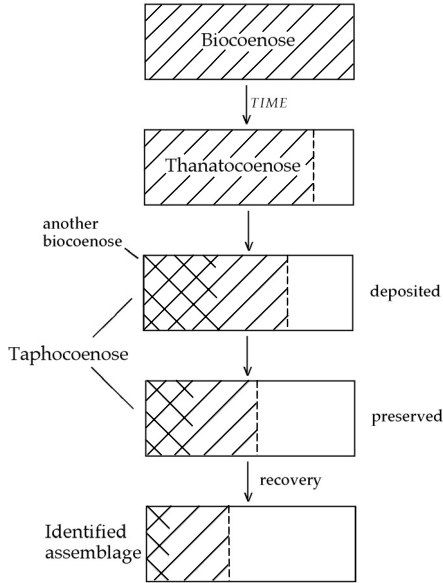 Biocoenose
TIME
Thanatocoenose
another
biocoenose
deposited
Taphocoenose
preserved
recovery
Identified
assemblage